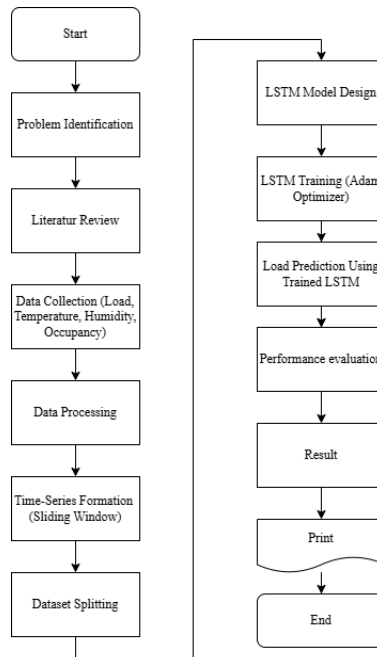 Start
Problem Identification
Literatur Review
Data Collection (Load,
Temperature, Humidity,
Occupancy)
Data Processing
Time-Series Formation
(Sliding Window)
Dataset Splitting
LSTM Model Design
LSTM Training (Adam
Optimizer)
Load Prediction Using
Trained LSTM
Performance evaluation
Result
Print
End